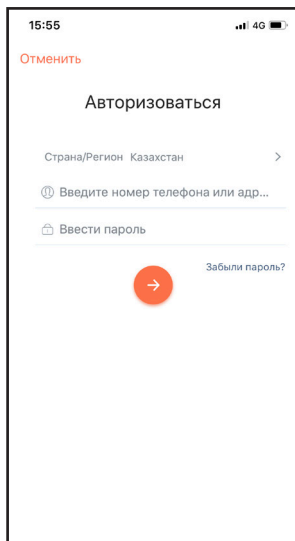 15:55 4G
Отменить
Авторизоваться
Страна/Регион Казахстан
Введите номер телефона или адр...
Ввести пароль
Забыли пароль?